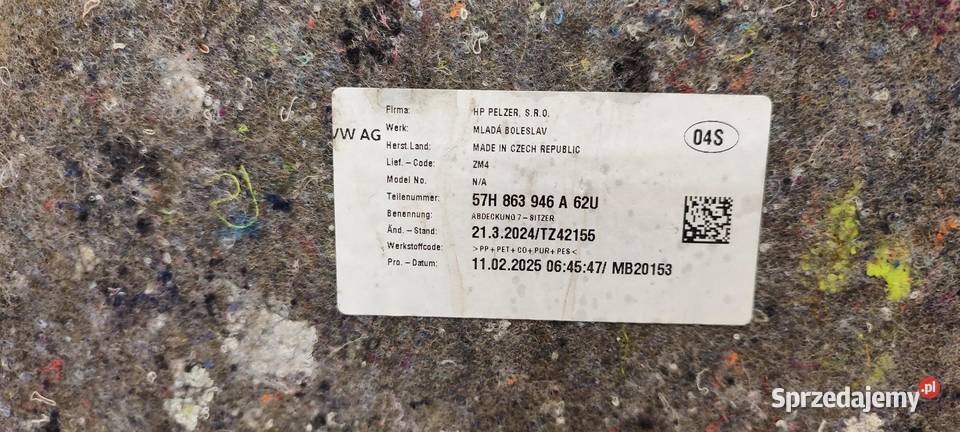 VW AG
Firma: HP PELZER, S.R.O.
Werk: MLADÁ BOLESLAV
Herst.Land: MADE IN CZECH REPUBLIC
Lief. – Code: ZM4
Model No. N/A
Teilenummer: 57H 863 946 A 62U
Benennung: ABDECKUNG 7 – SITZER
Änd. – Stand: 21.3.2024/TZ42155
Werkstoffcode: >PP+PET+CO+PUR+PES<
Pro. – Datum: 11.02.2025 06:45:47/ MB20153
04S
Sprzedajemy.pl